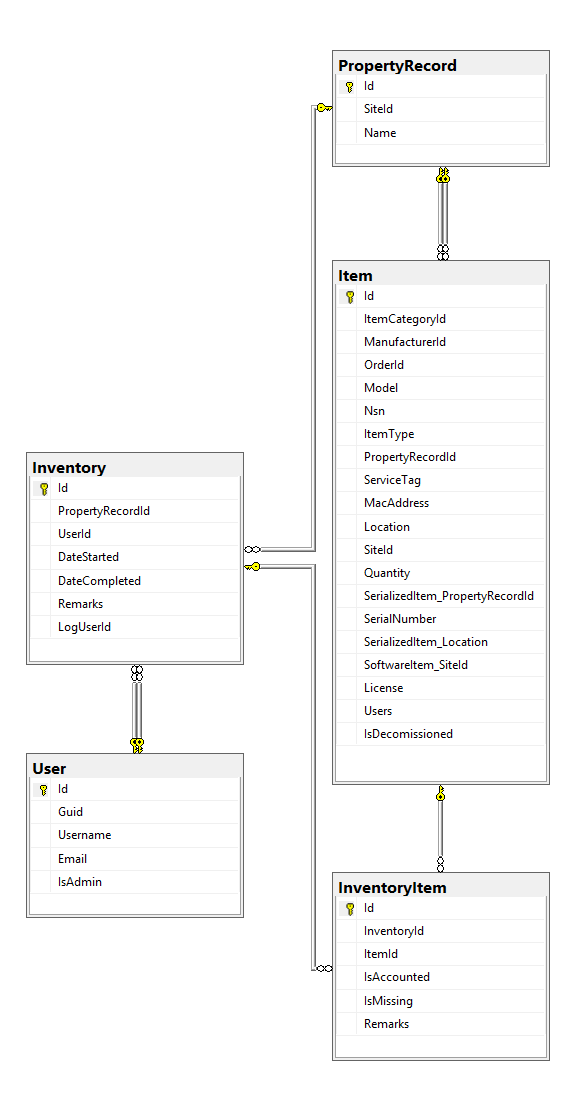 PropertyRecord
Id
SiteId
Name
Item
Id
ItemCategoryId
ManufacturerId
OrderId
Model
Nsn
ItemType
PropertyRecordId
ServiceTag
MacAddress
Location
SiteId
Quantity
SerializedItem_PropertyRecordId
SerialNumber
SerializedItem_Location
SoftwareItem_SiteId
License
Users
IsDecomissioned
Inventory
Id
PropertyRecordId
UserId
DateStarted
DateCompleted
Remarks
LogUserId
User
Id
Guid
Username
Email
IsAdmin
InventoryItem
Id
InventoryId
ItemId
IsAccounted
IsMissing
Remarks